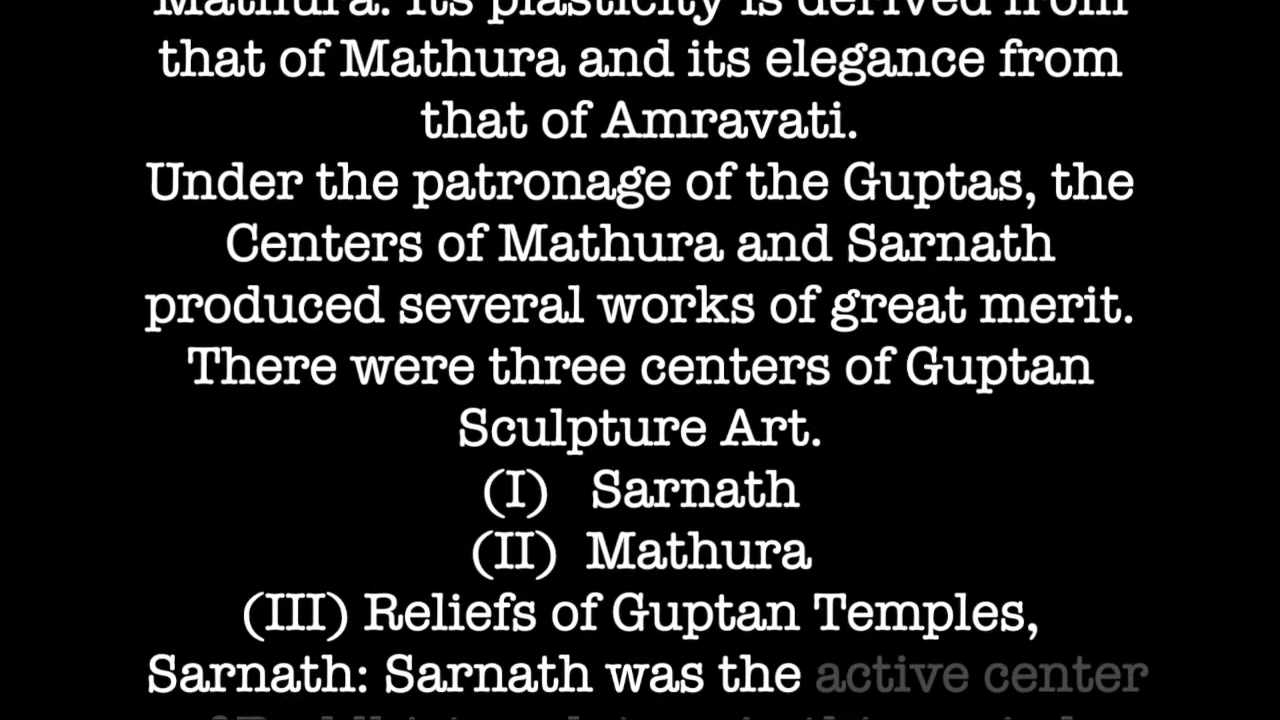 Mathura. Its plasticity is derived from
that of Mathura and its elegance from
that of Amravati.
Under the patronage of the Guptas, the
Centers of Mathura and Sarnath
produced several works of great merit.
There were three centers of Guptan
Sculpture Art.
(I) Sarnath
(II) Mathura
(III) Reliefs of Guptan Temples,
Sarnath: Sarnath was the active center